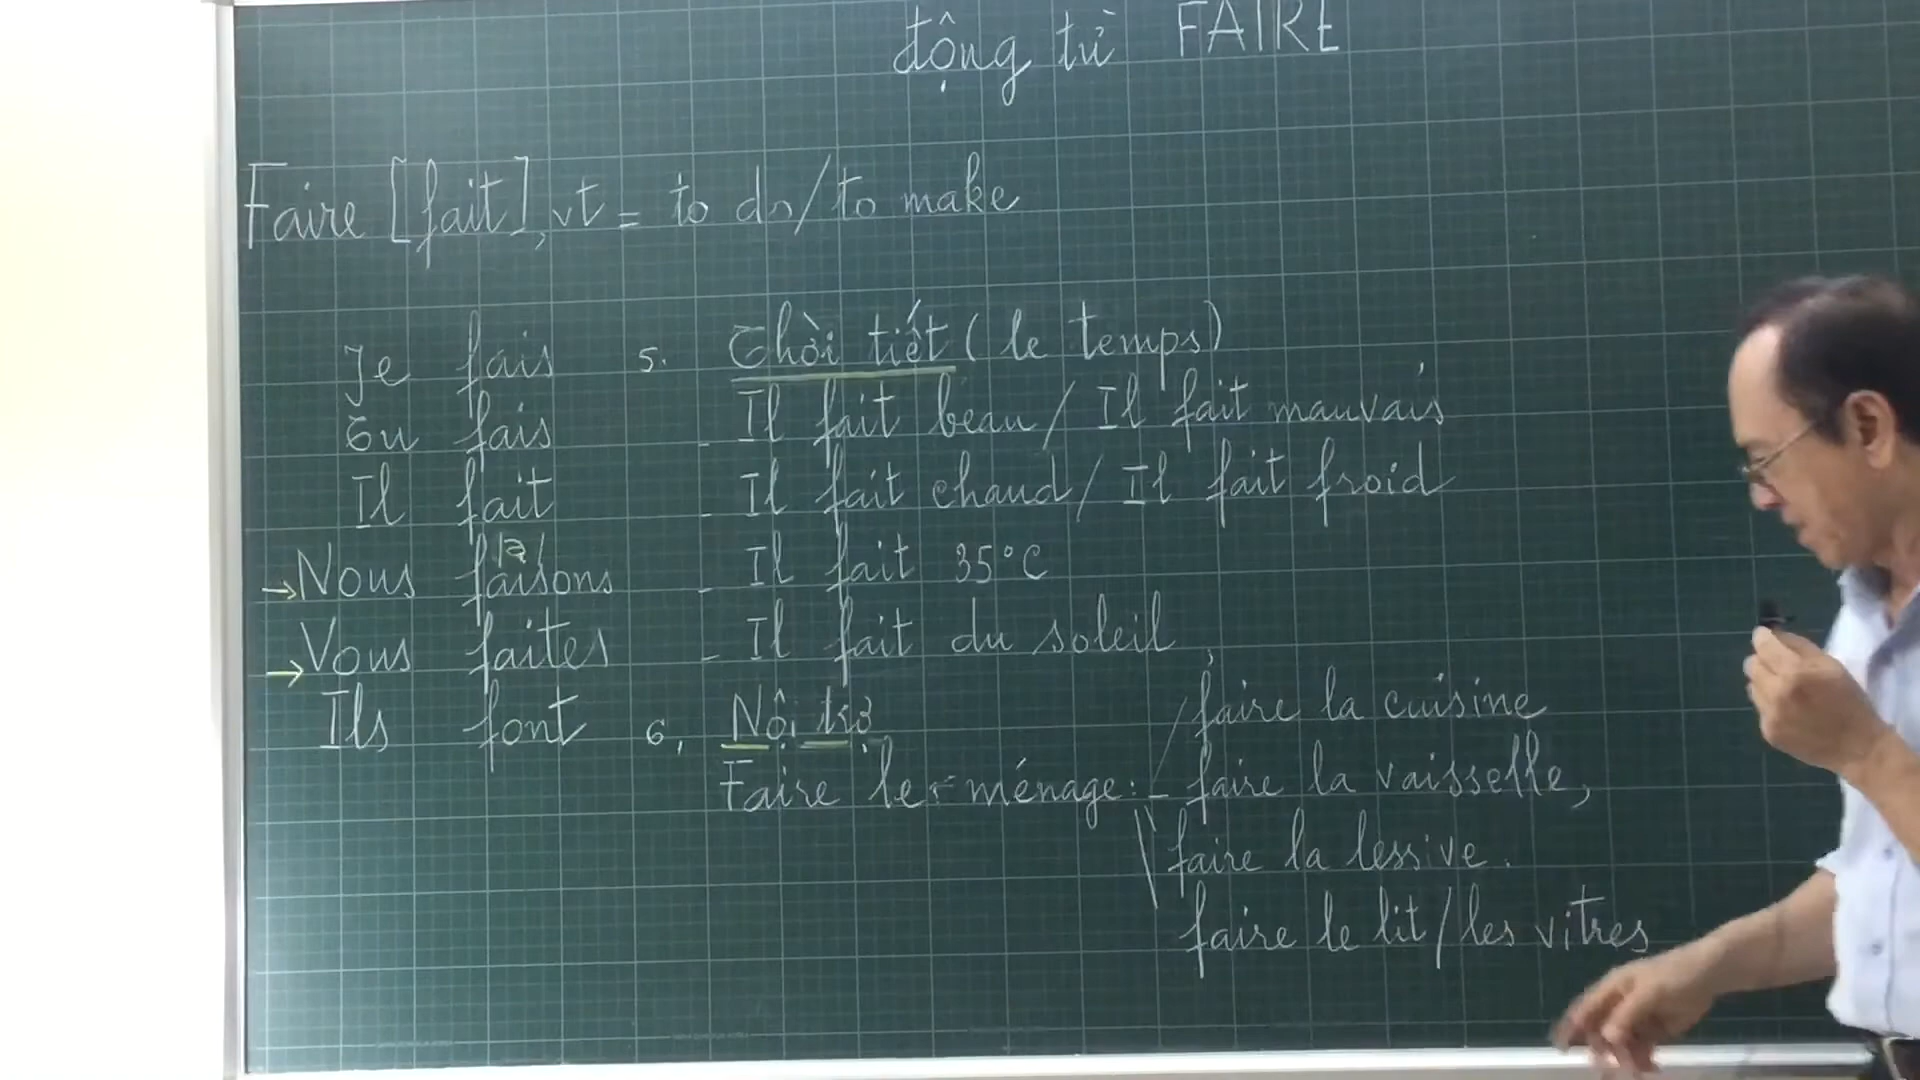 động từ FAIRE
Faire [fait], vt = to do/to make
Je fais
Tu fais
Il fait
→ Nous faisons
→ Vous faites
Ils font
5. Thời tiết (le temps)
- Il fait beau / Il fait mauvais
- Il fait chaud / Il fait froid
- Il fait 35°C
- Il fait du soleil
6, Nội trợ
Faire le ménage:
faire la cuisine
- faire la vaisselle,
faire la lessive.
faire le lit / les vitres